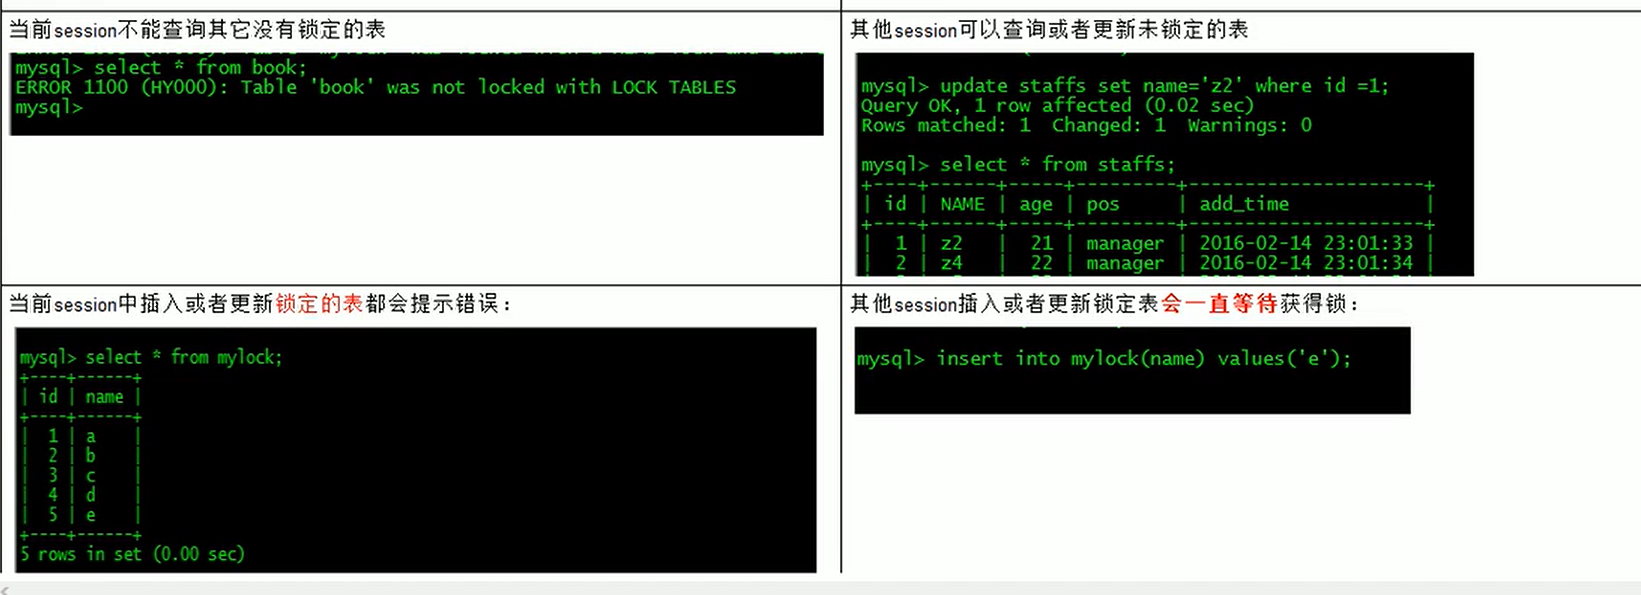 当前session不能查询其它没有锁定的表
mysql> select * from book;
ERROR 1100 (HY000): Table 'book' was not locked with LOCK TABLES
mysql>
其他session可以查询或者更新未锁定的表
mysql> update staffs set name='z2' where id =1;
Query OK, 1 row affected (0.02 sec)
Rows matched: 1  Changed: 1  Warnings: 0
mysql> select * from staffs;
+----+------+-----+---------+---------------------+
| id | NAME | age | pos     | add_time            |
+----+------+-----+---------+---------------------+
|  1 | z2   |  21 | manager | 2016-02-14 23:01:33 |
|  2 | z4   |  22 | manager | 2016-02-14 23:01:34 |
当前session中插入或者更新锁定的表都会提示错误：
mysql> select * from mylock;
+----+------+
| id | name |
+----+------+
|  1 | a    |
|  2 | b    |
|  3 | c    |
|  4 | d    |
|  5 | e    |
+----+------+
5 rows in set (0.00 sec)
其他session插入或者更新锁定表会一直等待获得锁：
mysql> insert into mylock(name) values('e');